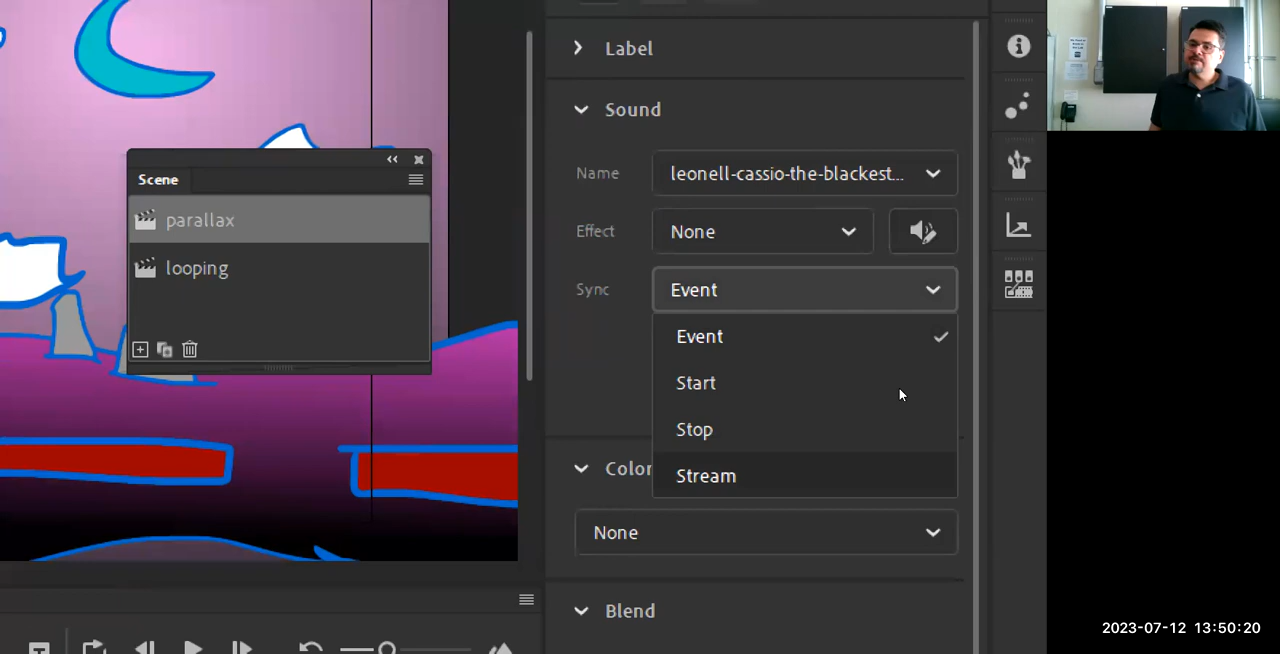 Label
Sound
Scene
Name
leonell-cassio-the-blackest...
parallax
Effect
None
looping
Sync
Event
Event
Start
Stop
Color
Stream
None
Blend
2023-07-12 13:50:20